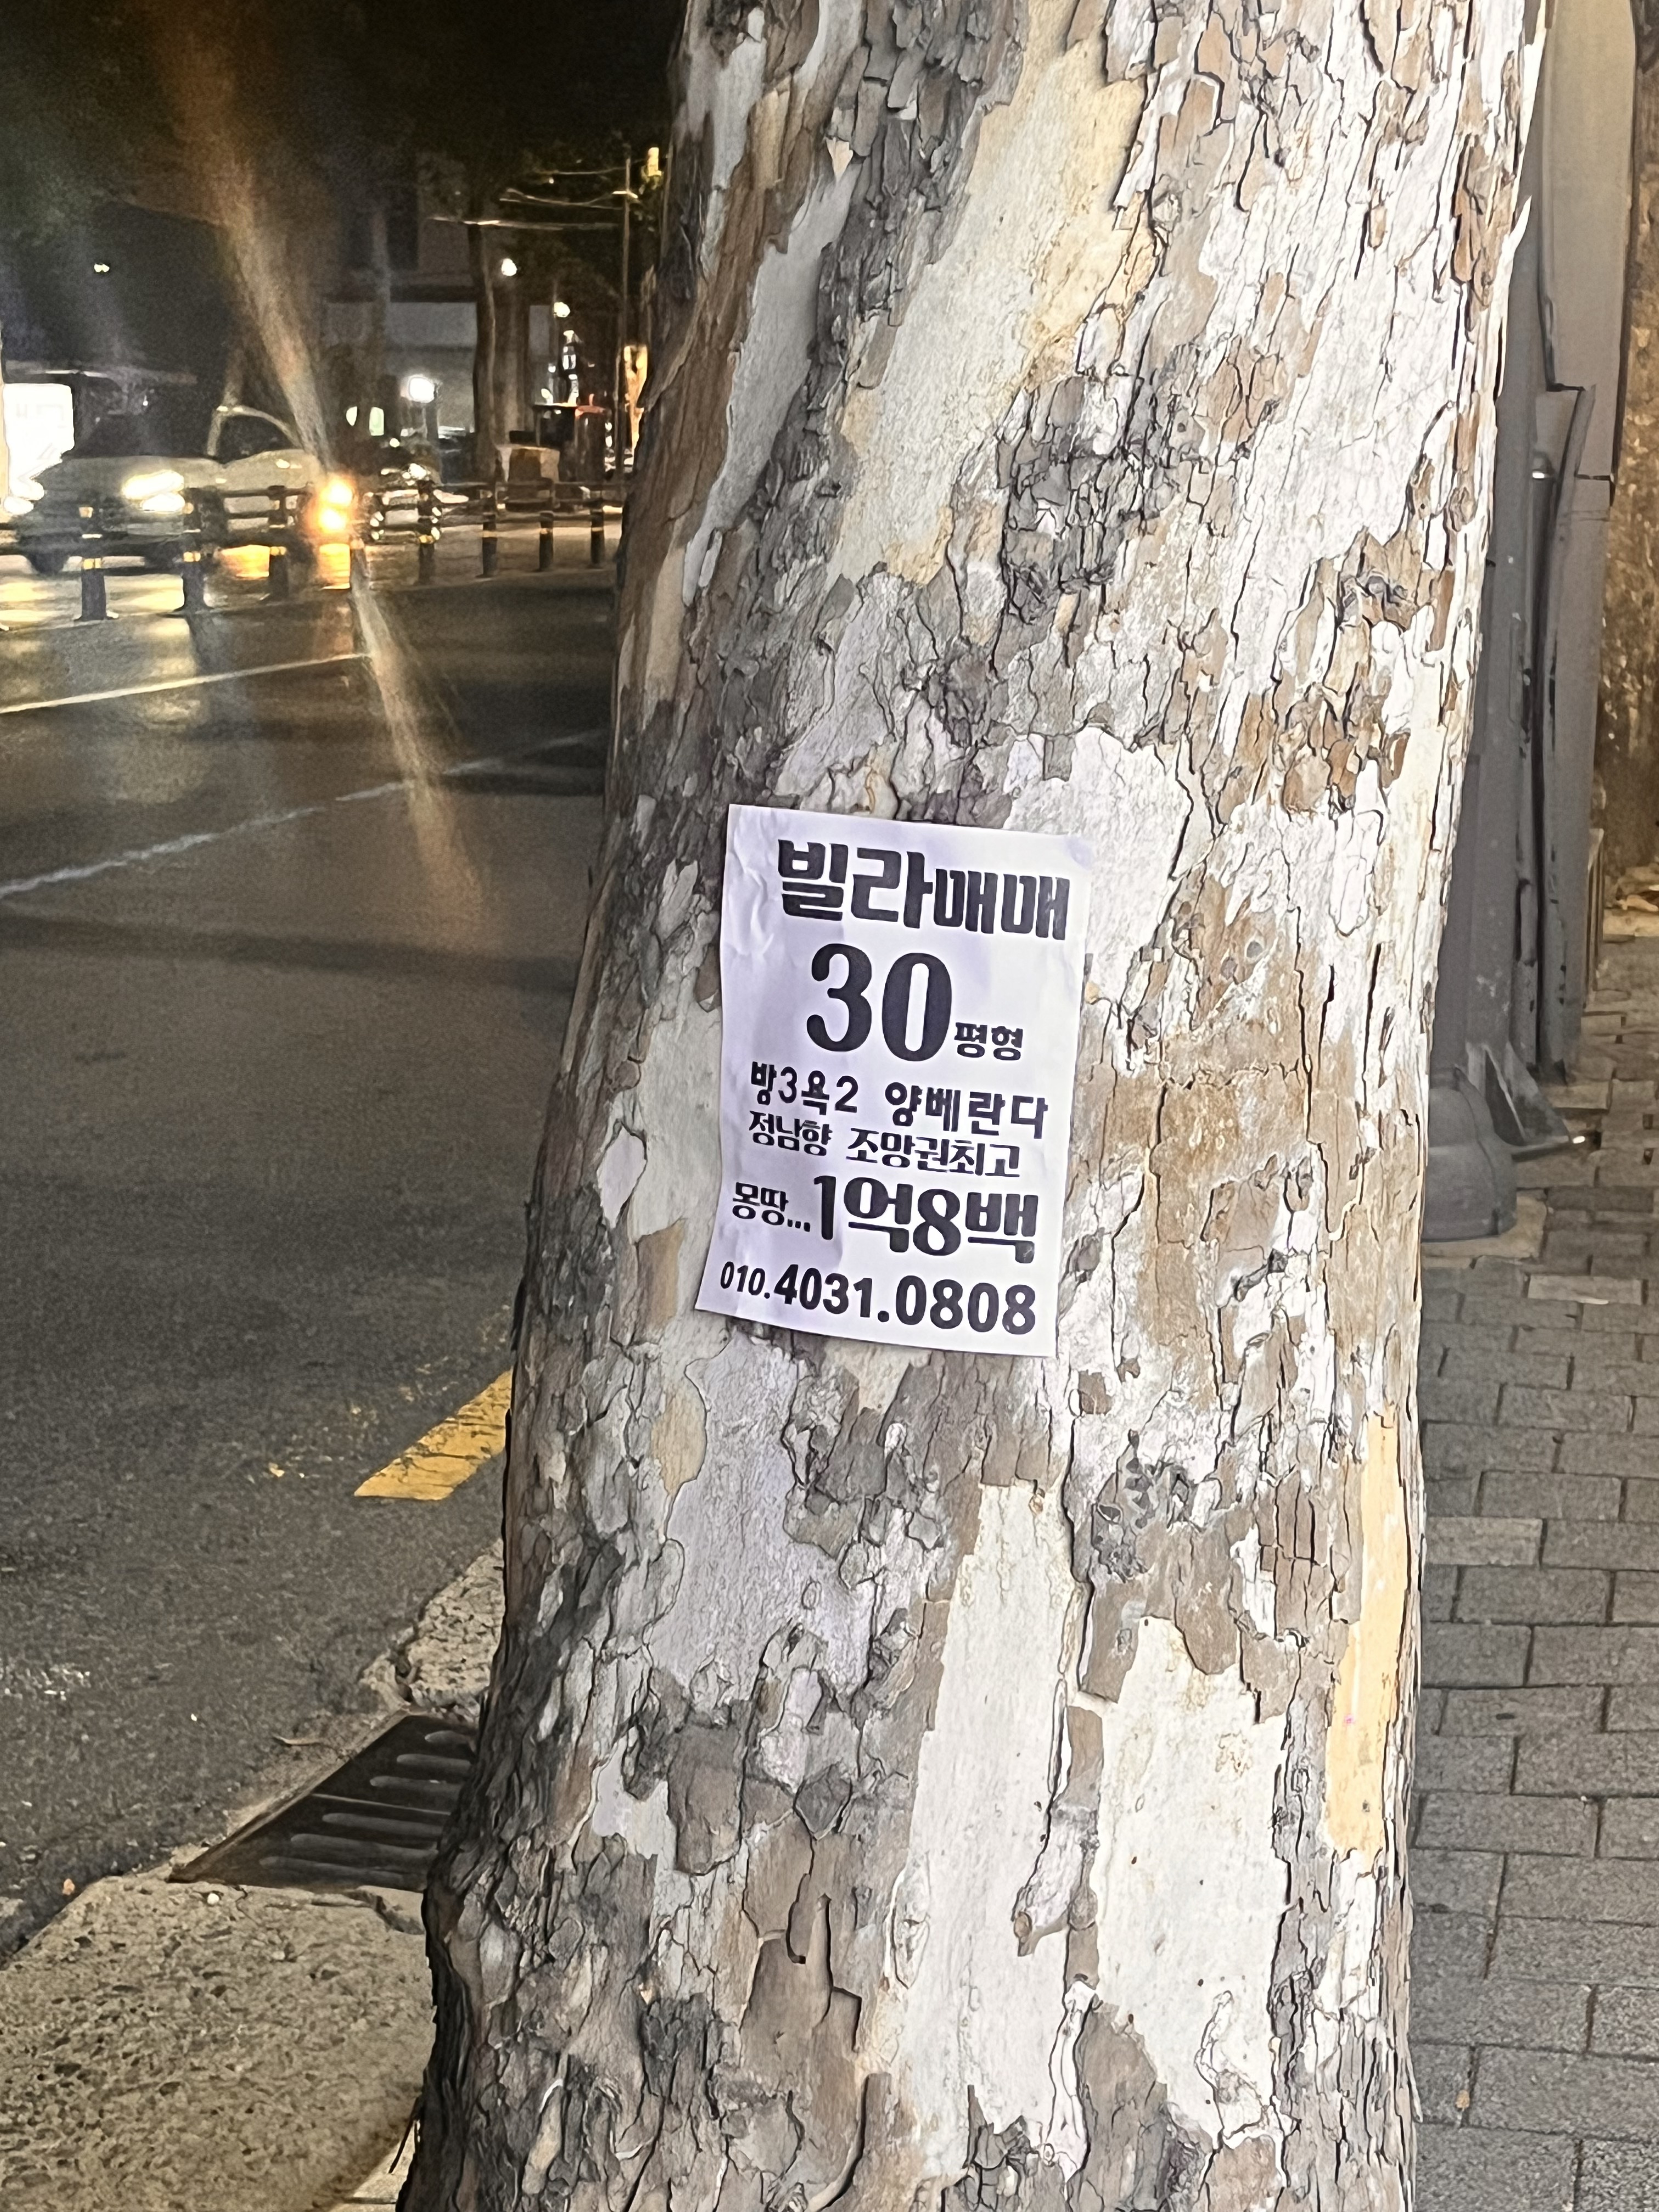 빌라매매
30평형
방3욕2 양베란다
정남향 조망권최고
몽땅...1억8백
010.4031.0808